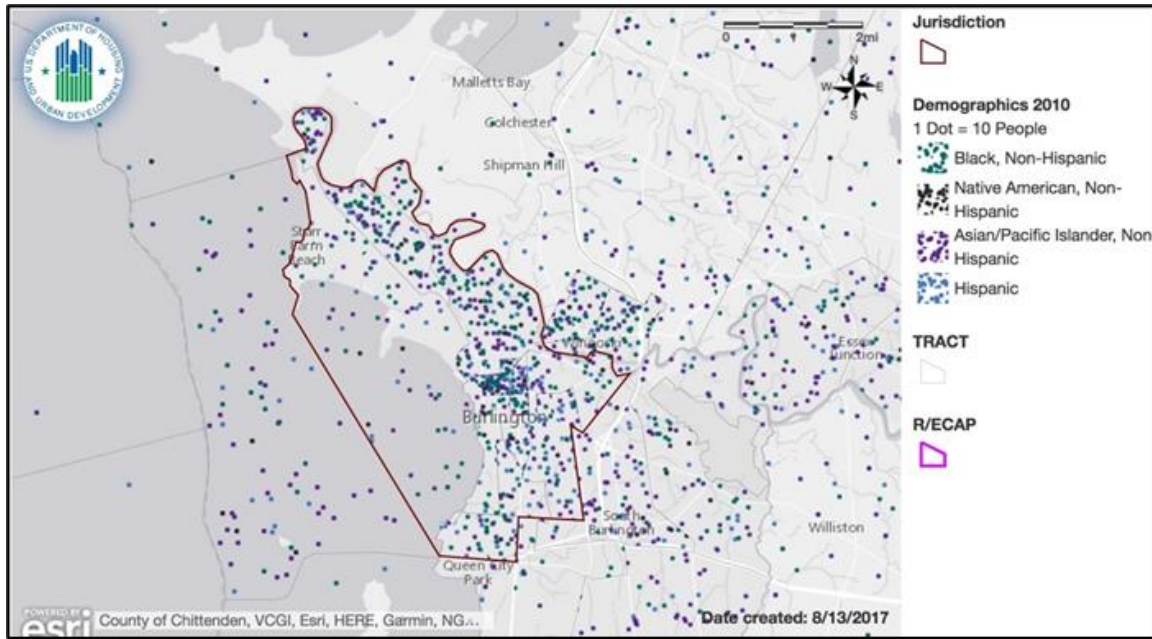 U.S. DEPARTMENT OF HOUSING AND URBAN DEVELOPMENT
0 1 2mi
N
W E
S
Malletts Bay
Colchester
Shipman Hill
Starr
Farm
Beach
Winooski
Essex
Junction
Burlington
South
Burlington
Williston
Queen City
Park
POWERED BY
esri
County of Chittenden, VCGI, Esri, HERE, Garmin, NG...
Date created: 8/13/2017
Jurisdiction
Demographics 2010
1 Dot = 10 People
Black, Non-Hispanic
Native American, Non-
Hispanic
Asian/Pacific Islander, Non-
Hispanic
Hispanic
TRACT
R/ECAP